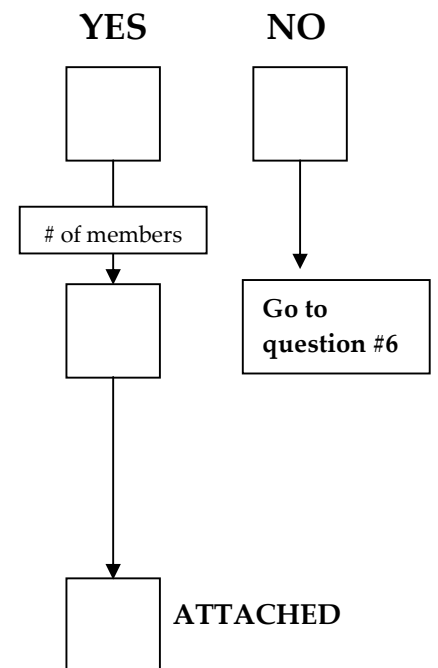 YES NO
# of members
Go to
question #6
ATTACHED